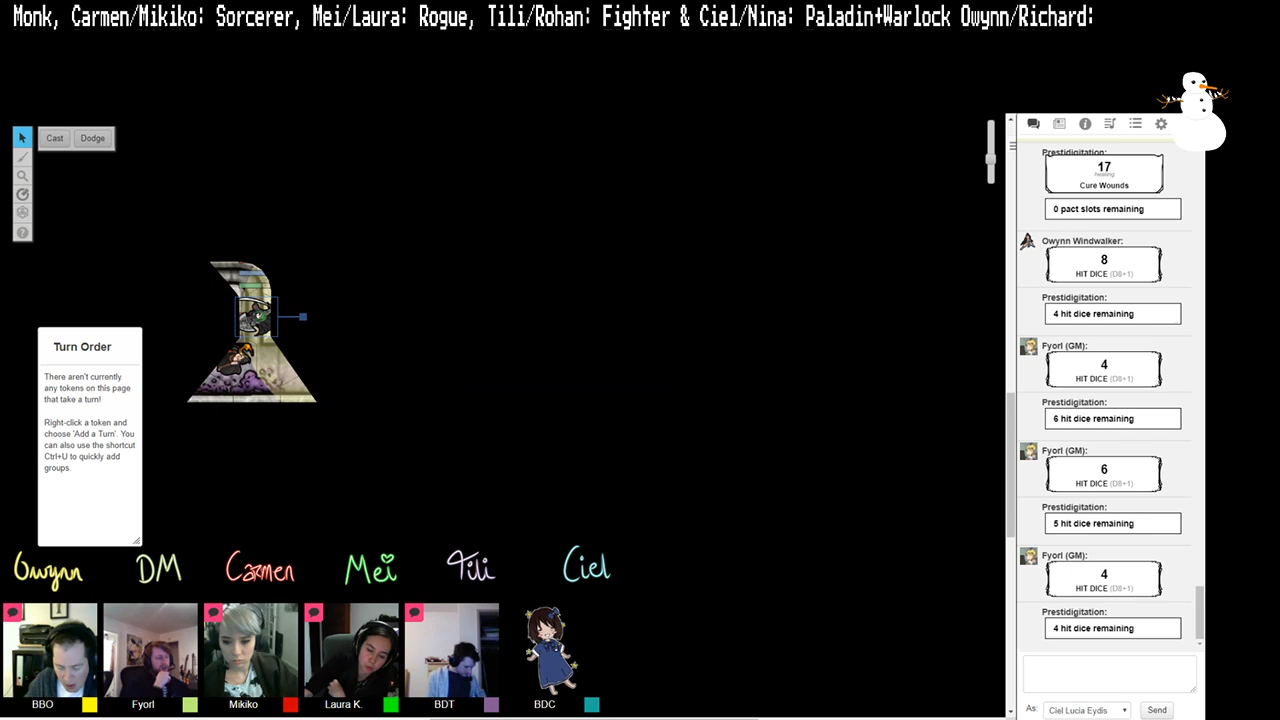 Monk, Carmen/Mikiko: Sorcerer, Mei/Laura: Rogue, Tili/Rohan: Fighter & Ciel/Nina: Paladin+Warlock Owynn/Richard:
Cast Dodge
Turn Order
There aren't currently
any tokens on this page
that take a turn!
Right-click a token and
choose 'Add a Turn'. You
can also use the shortcut
Ctrl+U to quickly add
groups.
Prestidigitation:
17
healing
Cure Wounds
0 pact slots remaining
Owynn Windwalker:
8
HIT DICE (D8+1)
Prestidigitation:
4 hit dice remaining
Fyorl (GM):
4
HIT DICE (D8+1)
Prestidigitation:
6 hit dice remaining
Fyorl (GM):
6
HIT DICE (D8+1)
Prestidigitation:
5 hit dice remaining
Fyorl (GM):
4
HIT DICE (D8+1)
Prestidigitation:
4 hit dice remaining
As: Ciel Lucia Eydis Send
Owynn DM Carmen Mei Tili Ciel
BBO Fyorl Mikiko Laura K. BDT BDC